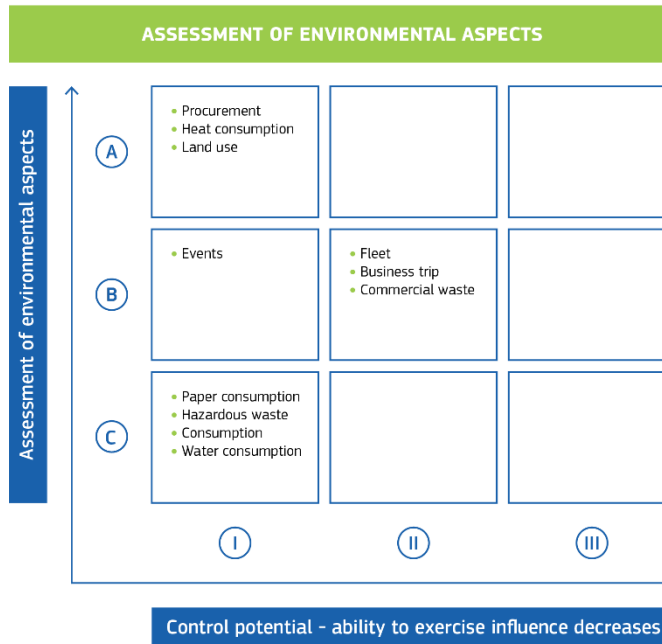 ASSESSMENT OF ENVIRONMENTAL ASPECTS
Assessment of environmental aspects
A
• Procurement
• Heat consumption
• Land use
B
• Events
• Fleet
• Business trip
• Commercial waste
C
• Paper consumption
• Hazardous waste
• Consumption
• Water consumption
I
II
III
Control potential - ability to exercise influence decreases